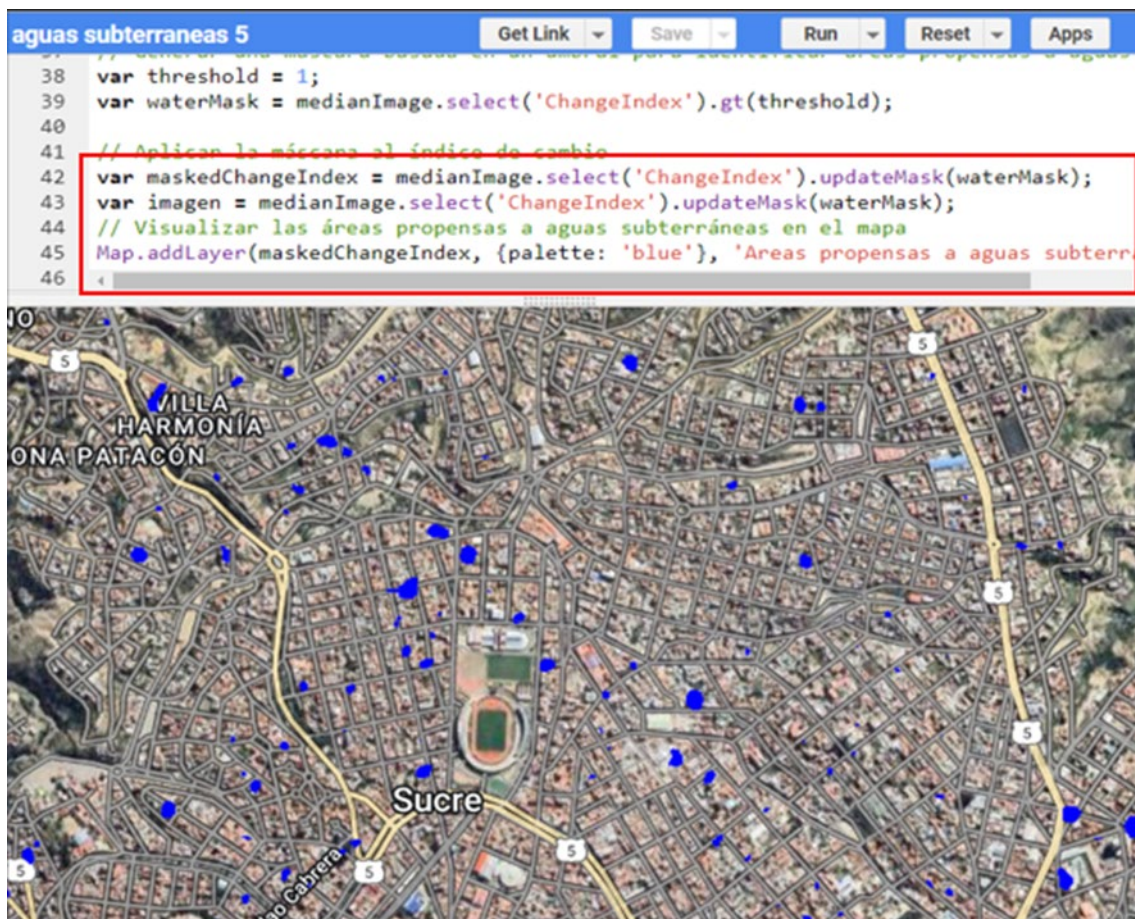 aguas subterraneas 5 Get Link Save Run Reset Apps
38 var threshold = 1;
39 var waterMask = medianImage.select('ChangeIndex').gt(threshold);
40
41 // Aplicar la máscara al índice de cambio
42 var maskedChangeIndex = medianImage.select('ChangeIndex').updateMask(waterMask);
43 var imagen = medianImage.select('ChangeIndex').updateMask(waterMask);
44 // Visualizar las áreas propensas a aguas subterráneas en el mapa
45 Map.addLayer(maskedChangeIndex, {palette: 'blue'}, 'Areas propensas a aguas subterr
46
5
5
VILLA
HARMONÍA
ONA PATACÓN
5
5
Sucre
5
5
5
Cabrera